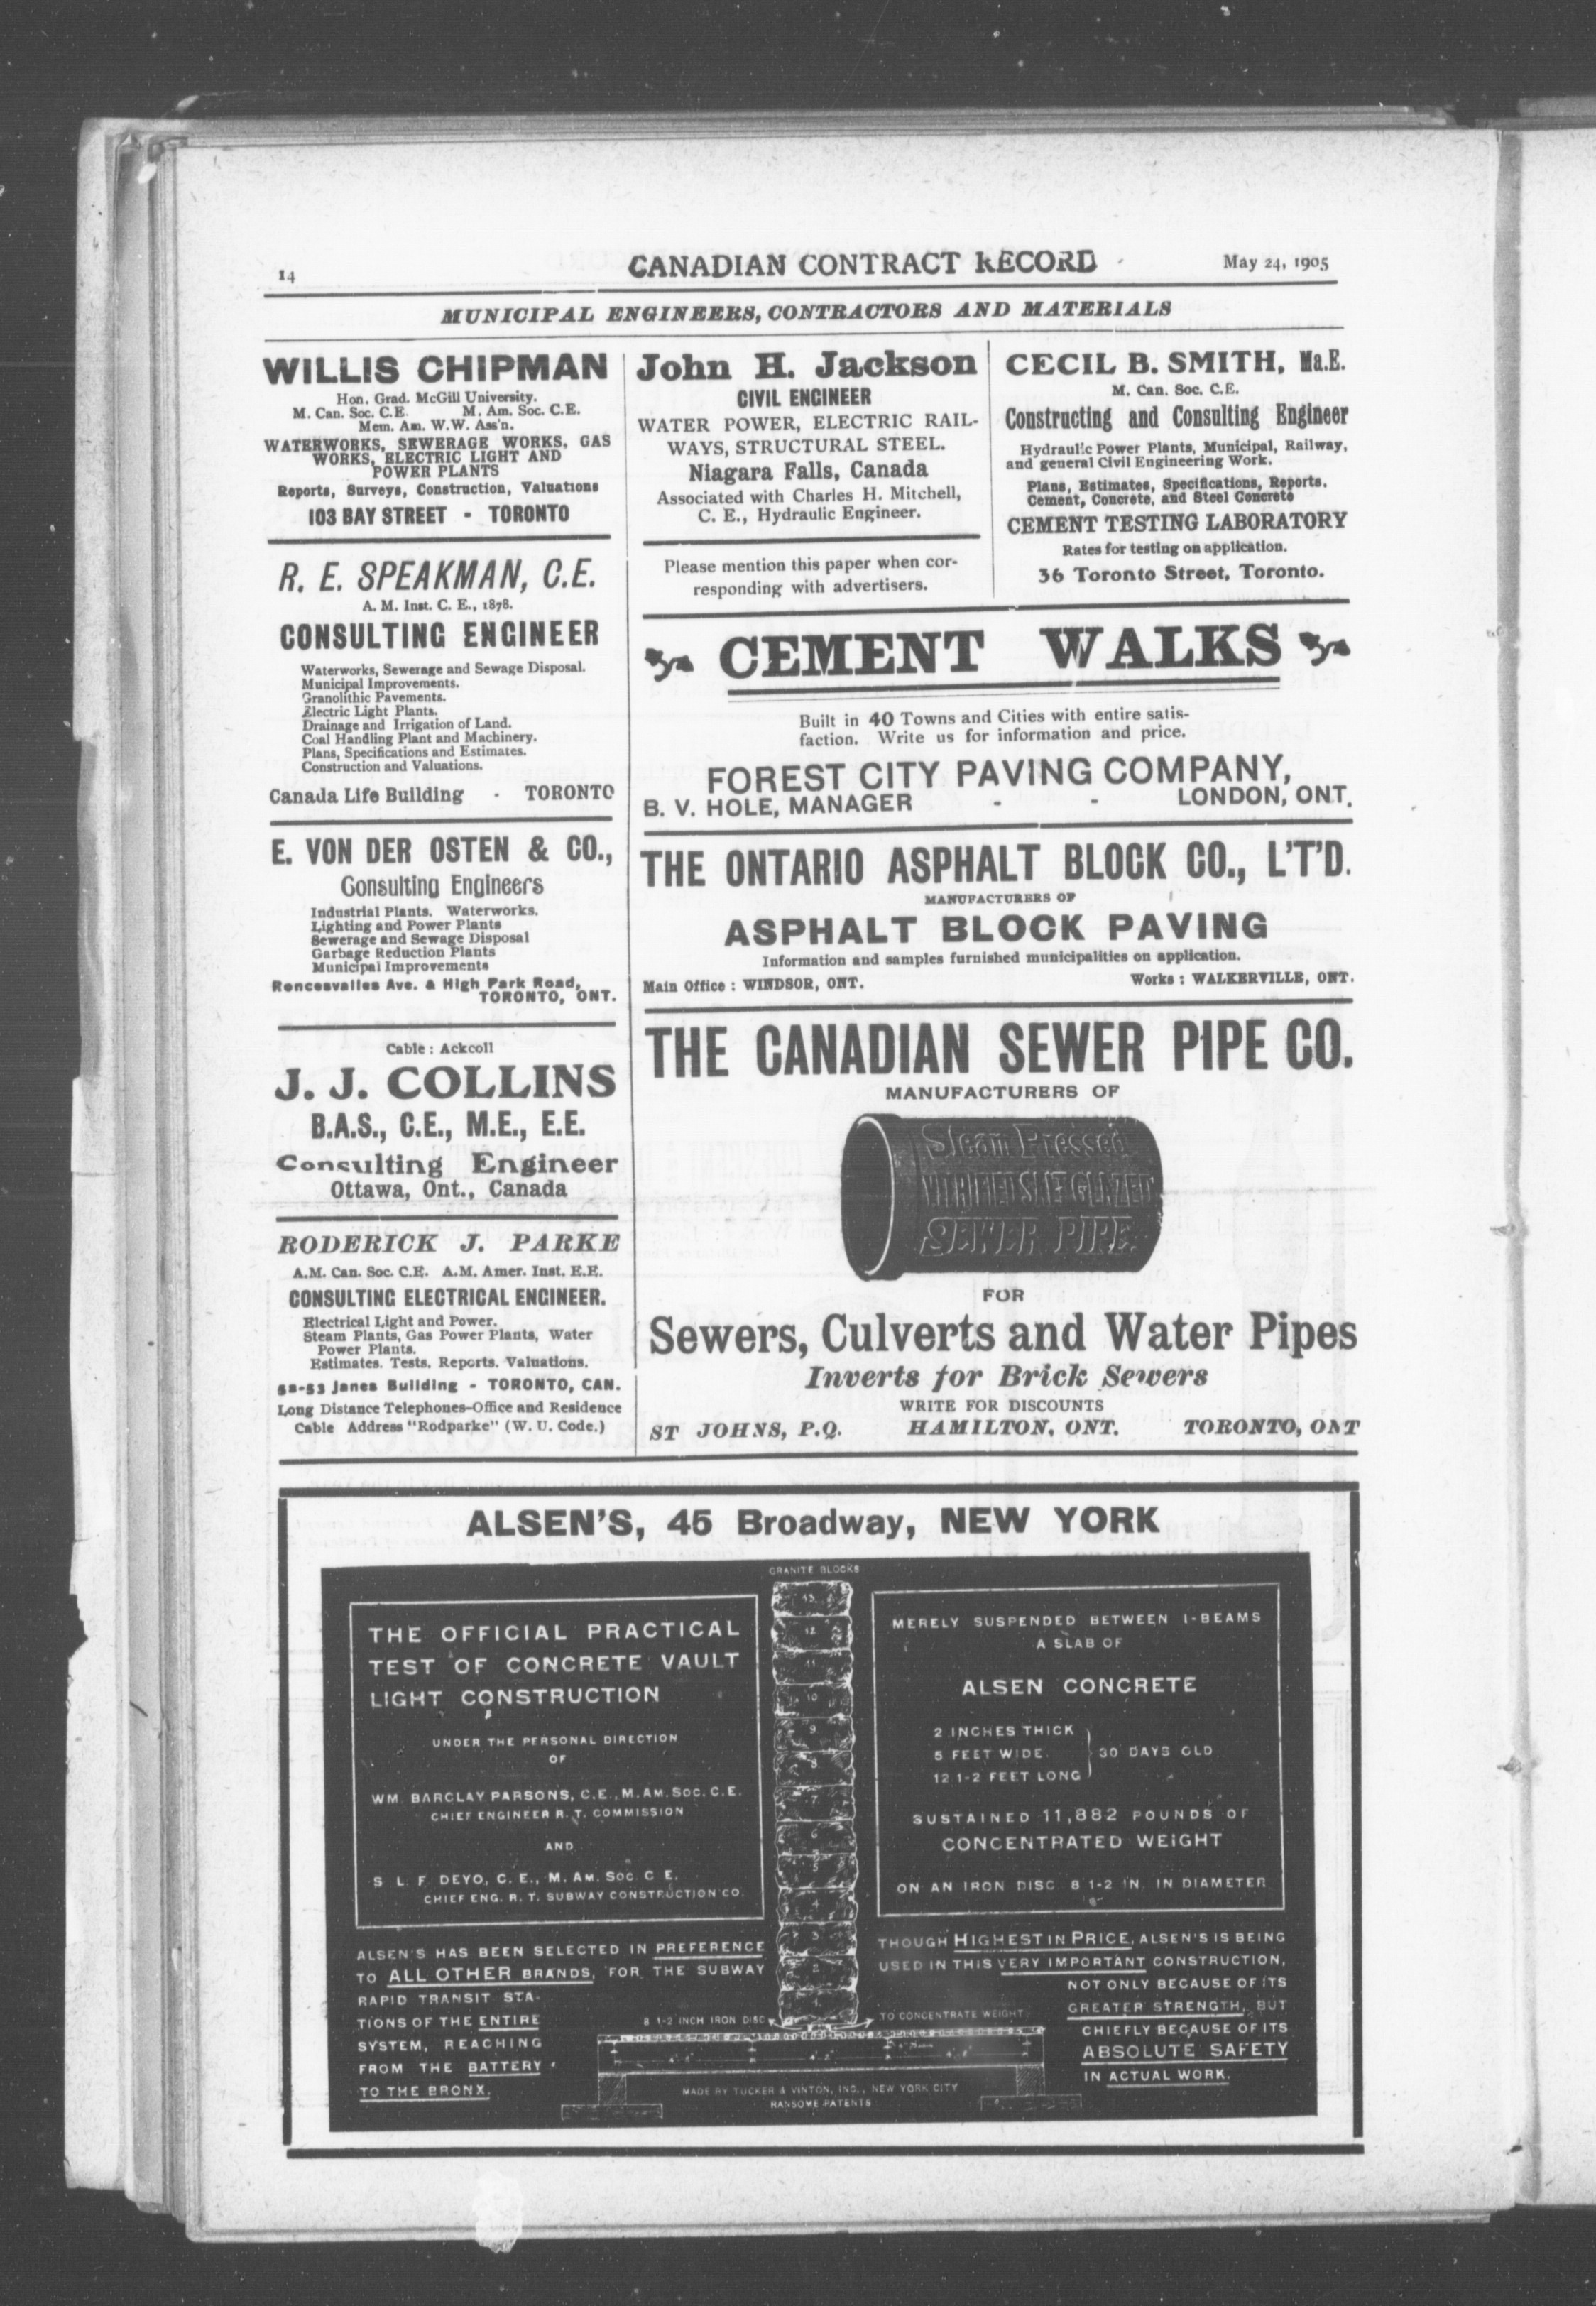 14
CANADIAN CONTRACT RECORD
May 24, 1905
MUNICIPAL ENGINEERS, CONTRACTORS AND MATERIALS
WILLIS CHIPMAN
Hon. Grad. McGill University.
M. Can. Soc. C.E. M. Am. Soc. C.E.
Mem. Am. W.W. Ass'n.
WATERWORKS, SEWERAGE WORKS, GAS
WORKS, ELECTRIC LIGHT AND
POWER PLANTS
Reports, Surveys, Construction, Valuations
103 BAY STREET - TORONTO
R. E. SPEAKMAN, C.E.
A. M. Inst. C. E., 1878.
CONSULTING ENGINEER
Waterworks, Sewerage and Sewage Disposal.
Municipal Improvements.
Granolithic Pavements.
Electric Light Plants.
Drainage and Irrigation of Land.
Coal Handling Plant and Machinery.
Plans, Specifications and Estimates.
Construction and Valuations.
Canada Life Building - TORONTO
E. VON DER OSTEN & CO.,
Consulting Engineers
Industrial Plants. Waterworks.
Lighting and Power Plants
Sewerage and Sewage Disposal
Garbage Reduction Plants
Municipal Improvements
Roncesvalles Ave. & High Park Road,
TORONTO, ONT.
Cable : Ackcoll
J. J. COLLINS
B.A.S., C.E., M.E., E.E.
Consulting Engineer
Ottawa, Ont., Canada
RODERICK J. PARKE
A.M. Can. Soc. C.E. A.M. Amer. Inst. E.E.
CONSULTING ELECTRICAL ENGINEER.
Electrical Light and Power.
Steam Plants, Gas Power Plants, Water
Power Plants.
Estimates. Tests. Reports. Valuations.
52-53 Janes Building - TORONTO, CAN.
Long Distance Telephones-Office and Residence
Cable Address "Rodparke" (W. U. Code.)
John H. Jackson
CIVIL ENGINEER
WATER POWER, ELECTRIC RAIL-
WAYS, STRUCTURAL STEEL.
Niagara Falls, Canada
Associated with Charles H. Mitchell,
C. E., Hydraulic Engineer.
Please mention this paper when cor-
responding with advertisers.
CECIL B. SMITH, Ma.E.
M. Can. Soc. C.E.
Constructing and Consulting Engineer
Hydraulic Power Plants, Municipal, Railway,
and general Civil Engineering Work.
Plans, Estimates, Specifications, Reports.
Cement, Concrete, and Steel Concrete
CEMENT TESTING LABORATORY
Rates for testing on application.
36 Toronto Street, Toronto.
CEMENT WALKS
Built in 40 Towns and Cities with entire satis-
faction. Write us for information and price.
FOREST CITY PAVING COMPANY,
B. V. HOLE, MANAGER - - LONDON, ONT.
THE ONTARIO ASPHALT BLOCK CO., L'T'D.
MANUFACTURERS OF
ASPHALT BLOCK PAVING
Information and samples furnished municipalities on application.
Main Office : WINDSOR, ONT. Works : WALKERVILLE, ONT.
THE CANADIAN SEWER PIPE CO.
MANUFACTURERS OF
Steam Pressed
VITRIFIED SALT GLAZED
SEWER PIPE.
FOR
Sewers, Culverts and Water Pipes
Inverts for Brick Sewers
WRITE FOR DISCOUNTS
ST JOHNS, P.Q. HAMILTON, ONT. TORONTO, ONT
ALSEN'S, 45 Broadway, NEW YORK
THE OFFICIAL PRACTICAL
TEST OF CONCRETE VAULT
LIGHT CONSTRUCTION
UNDER THE PERSONAL DIRECTION
OF
WM. BARCLAY PARSONS, C.E., M. AM. SOC. C.E.
CHIEF ENGINEER R. T. COMMISSION
AND
S L. F. DEYO, C. E., M. AM. SOC. C E.
CHIEF ENG. R. T. SUBWAY CONSTRUCTION CO.
ALSEN'S HAS BEEN SELECTED IN PREFERENCE
TO ALL OTHER BRANDS, FOR THE SUBWAY
RAPID TRANSIT STA-
TIONS OF THE ENTIRE
SYSTEM, REACHING
FROM THE BATTERY
TO THE BRONX.
GRANITE BLOCKS
13
12
11
10
9
8
7
6
5
4
3
2
1
8 1-2 INCH IRON DISC
TO CONCENTRATE WEIGHT
MADE BY TUCKER & VINTON, INC., NEW YORK CITY
RANSOME PATENTS
MERELY SUSPENDED BETWEEN I-BEAMS
A SLAB OF
ALSEN CONCRETE
2 INCHES THICK
5 FEET WIDE
12 1-2 FEET LONG
30 DAYS OLD
SUSTAINED 11,882 POUNDS OF
CONCENTRATED WEIGHT
ON AN IRON DISC 8 1-2 IN. IN DIAMETER
THOUGH HIGHEST IN PRICE, ALSEN'S IS BEING
USED IN THIS VERY IMPORTANT CONSTRUCTION,
NOT ONLY BECAUSE OF ITS
GREATER STRENGTH, BUT
CHIEFLY BECAUSE OF ITS
ABSOLUTE SAFETY
IN ACTUAL WORK.